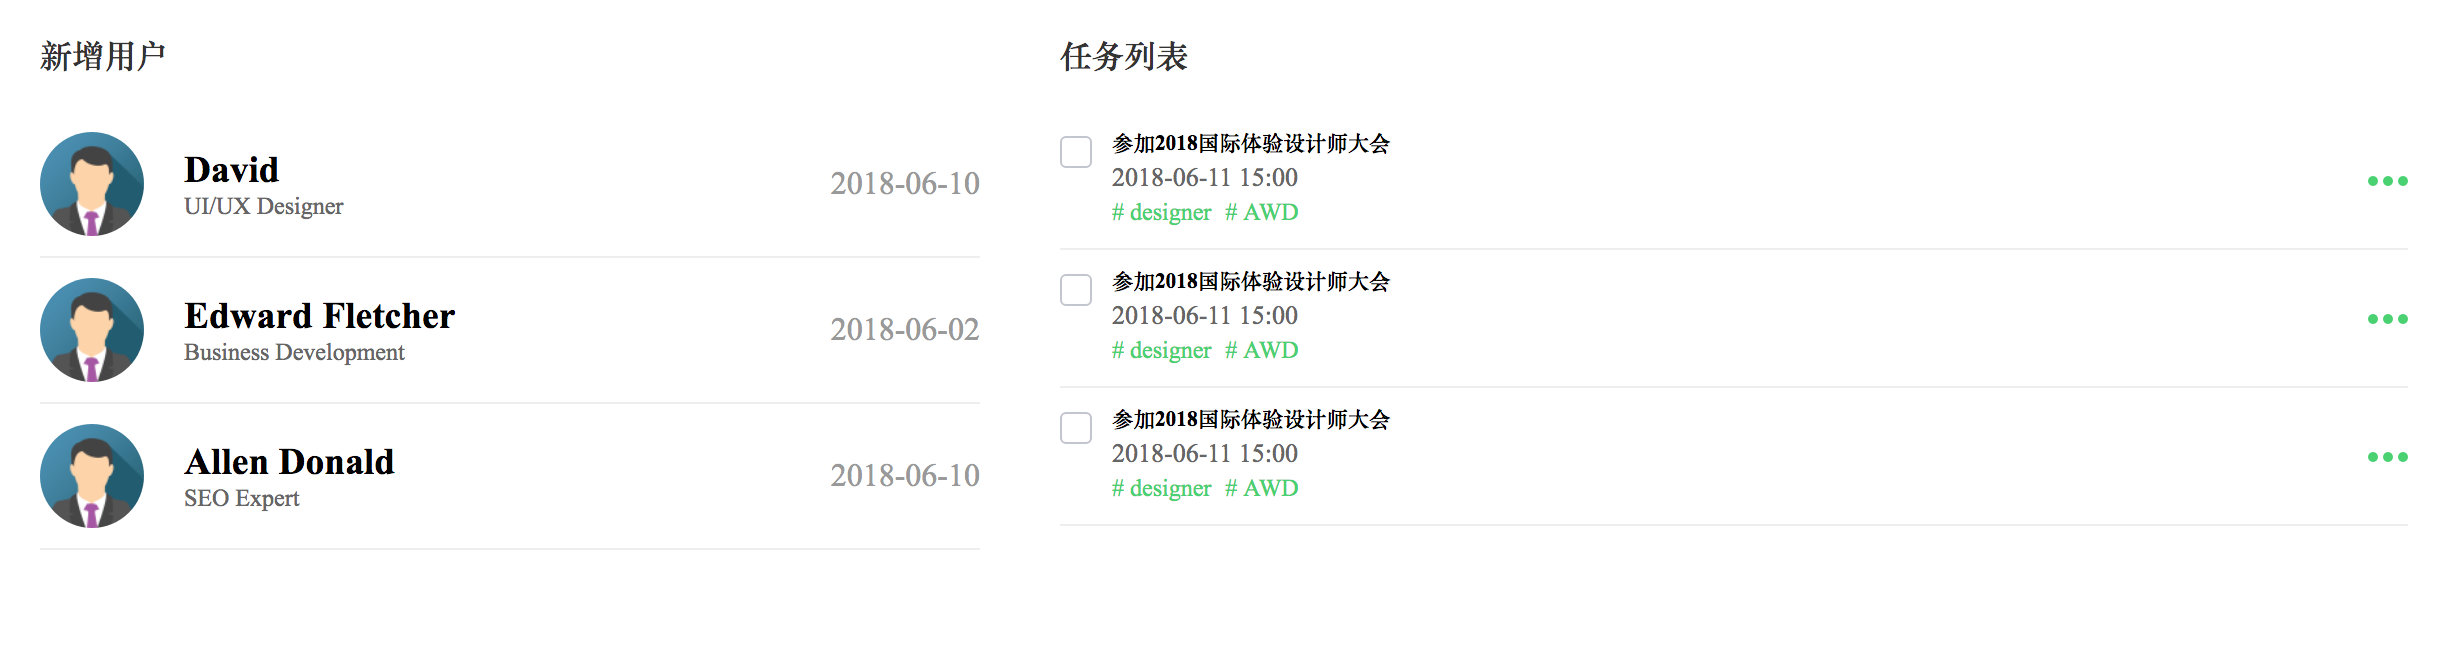 新增用户
David
UI/UX Designer
2018-06-10
Edward Fletcher
Business Development
2018-06-02
Allen Donald
SEO Expert
2018-06-10
任务列表
参加2018国际体验设计师大会
2018-06-11 15:00
# designer # AWD
参加2018国际体验设计师大会
2018-06-11 15:00
# designer # AWD
参加2018国际体验设计师大会
2018-06-11 15:00
# designer # AWD